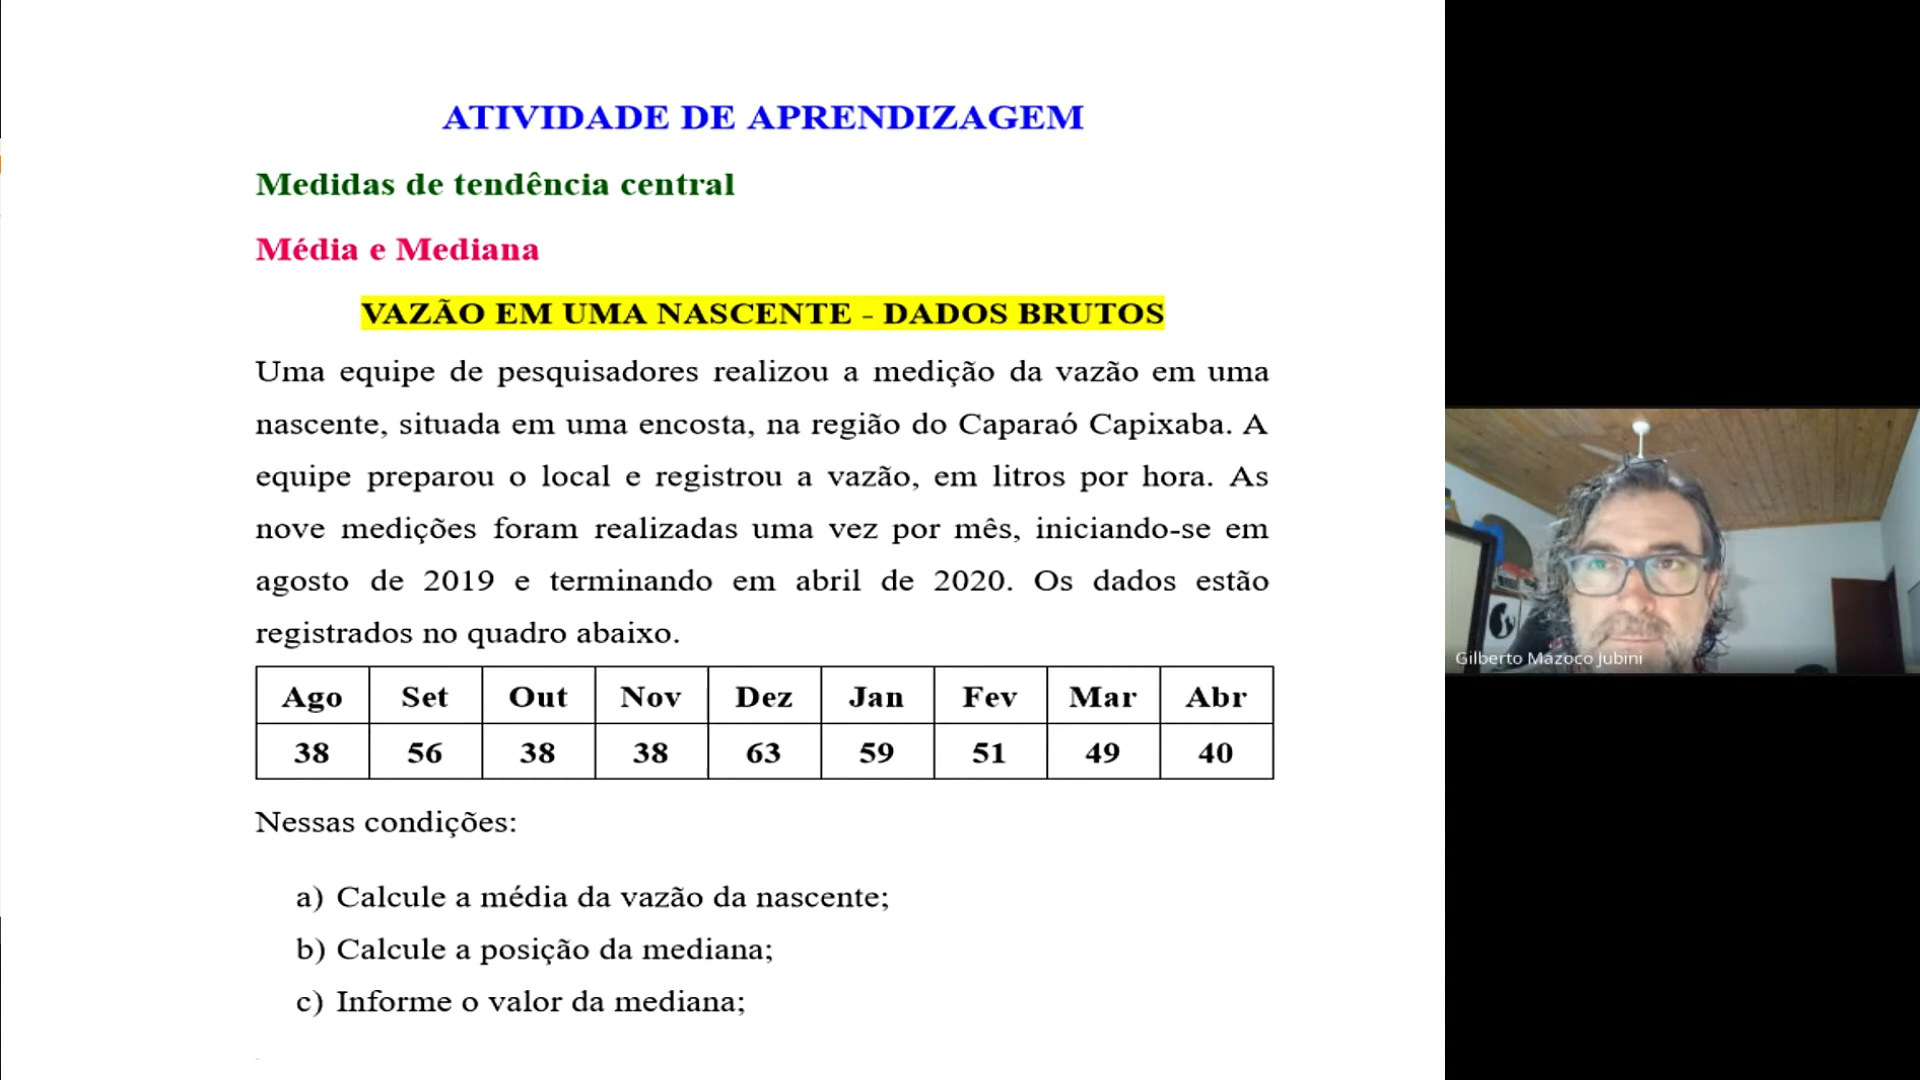 ATIVIDADE DE APRENDIZAGEM
Medidas de tendência central
Média e Mediana
VAZÃO EM UMA NASCENTE - DADOS BRUTOS
Uma equipe de pesquisadores realizou a medição da vazão em uma
nascente, situada em uma encosta, na região do Caparaó Capixaba. A
equipe preparou o local e registrou a vazão, em litros por hora. As
nove medições foram realizadas uma vez por mês, iniciando-se em
agosto de 2019 e terminando em abril de 2020. Os dados estão
registrados no quadro abaixo.
Ago Set Out Nov Dez Jan Fev Mar Abr
38 56 38 38 63 59 51 49 40
Nessas condições:
a) Calcule a média da vazão da nascente;
b) Calcule a posição da mediana;
c) Informe o valor da mediana;
Gilberto Mazoco Jubini